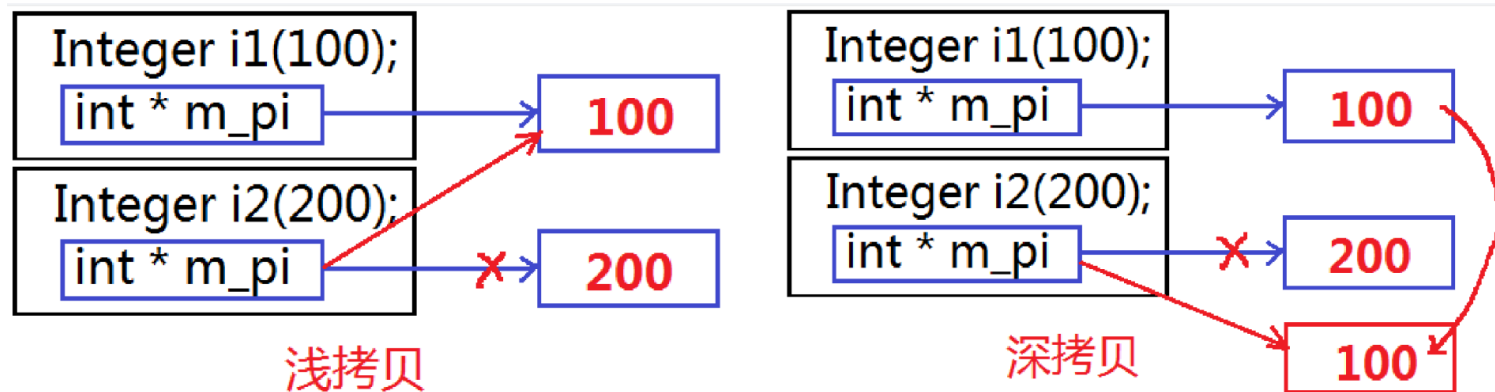 Integer i1(100);
int * m_pi
100
Integer i2(200);
int * m_pi
200
浅拷贝
Integer i1(100);
int * m_pi
100
Integer i2(200);
int * m_pi
200
100
深拷贝